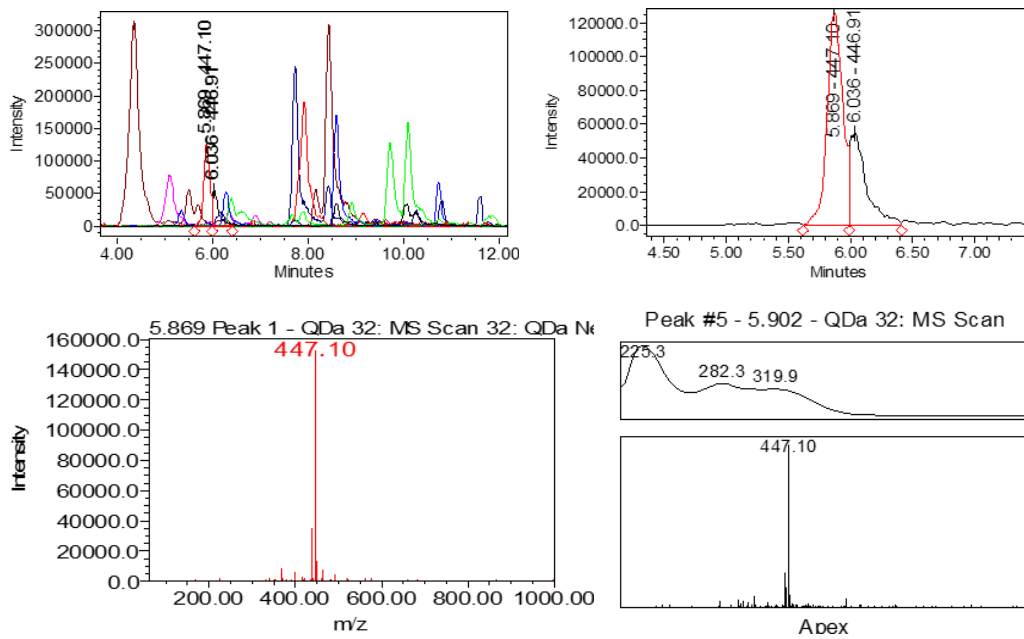 Intensity
300000
250000
200000
150000
100000
50000
0
5.869 - 447.10
6.036 - 446.91
4.00 6.00 8.00 10.00 12.00
Minutes
Intensity
120000.0
100000.0
80000.0
60000.0
40000.0
20000.0
0.0
5.869 - 447.10
6.036 - 446.91
4.50 5.00 5.50 6.00 6.50 7.00
Minutes
5.869 Peak 1 - QDa 32: MS Scan 32: QDa Ne
447.10
Intensity
160000.0
140000.0
120000.0
100000.0
80000.0
60000.0
40000.0
20000.0
0.0
200.00 400.00 600.00 800.00 1000.00
m/z
Peak #5 - 5.902 - QDa 32: MS Scan
225.3
282.3
319.9
447.10
Apex